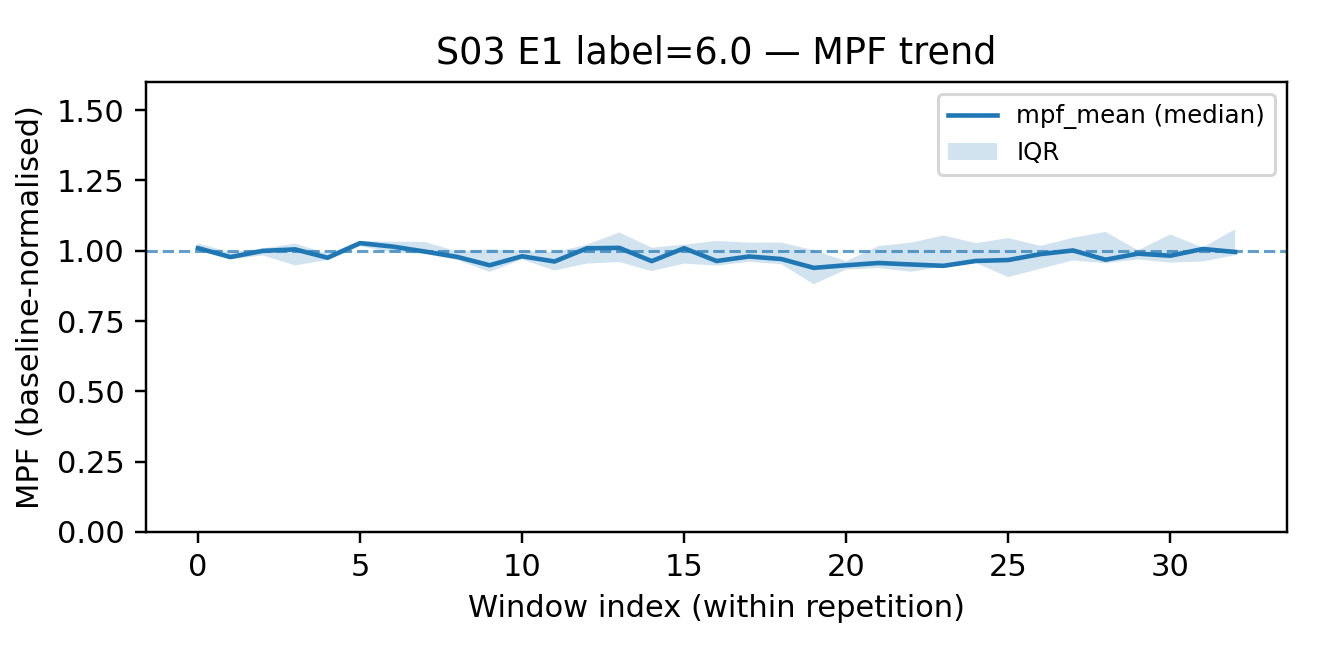 S03 E1 label=6.0 — MPF trend
mpf_mean (median)
IQR
MPF (baseline-normalised)
1.50
1.25
1.00
0.75
0.50
0.25
0.00
0 5 10 15 20 25 30
Window index (within repetition)